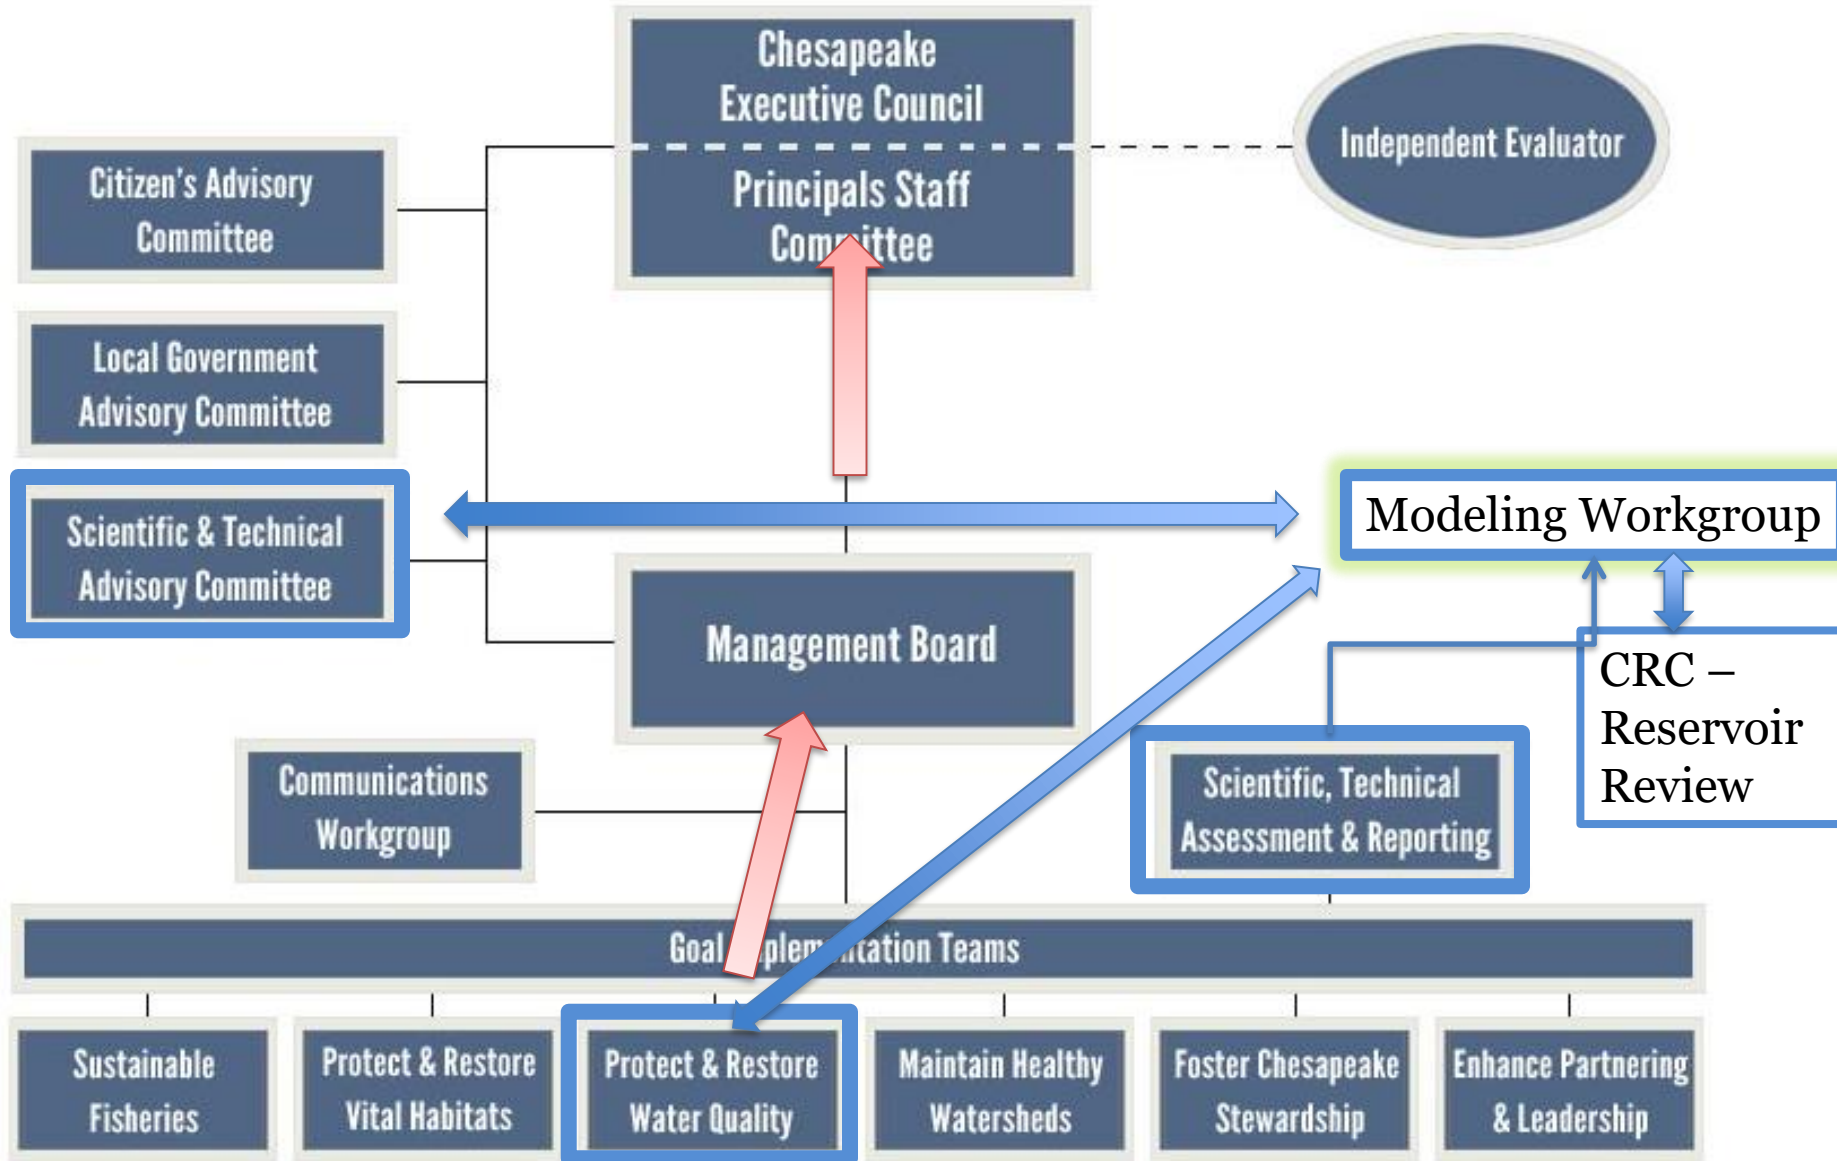 Chesapeake
Executive Council
Principals Staff
Committee
Independent Evaluator
Citizen's Advisory
Committee
Local Government
Advisory Committee
Scientific & Technical
Advisory Committee
Modeling Workgroup
Management Board
CRC –
Reservoir
Review
Communications
Workgroup
Scientific, Technical
Assessment & Reporting
Goal Implementation Teams
Sustainable
Fisheries
Protect & Restore
Vital Habitats
Protect & Restore
Water Quality
Maintain Healthy
Watersheds
Foster Chesapeake
Stewardship
Enhance Partnering
& Leadership